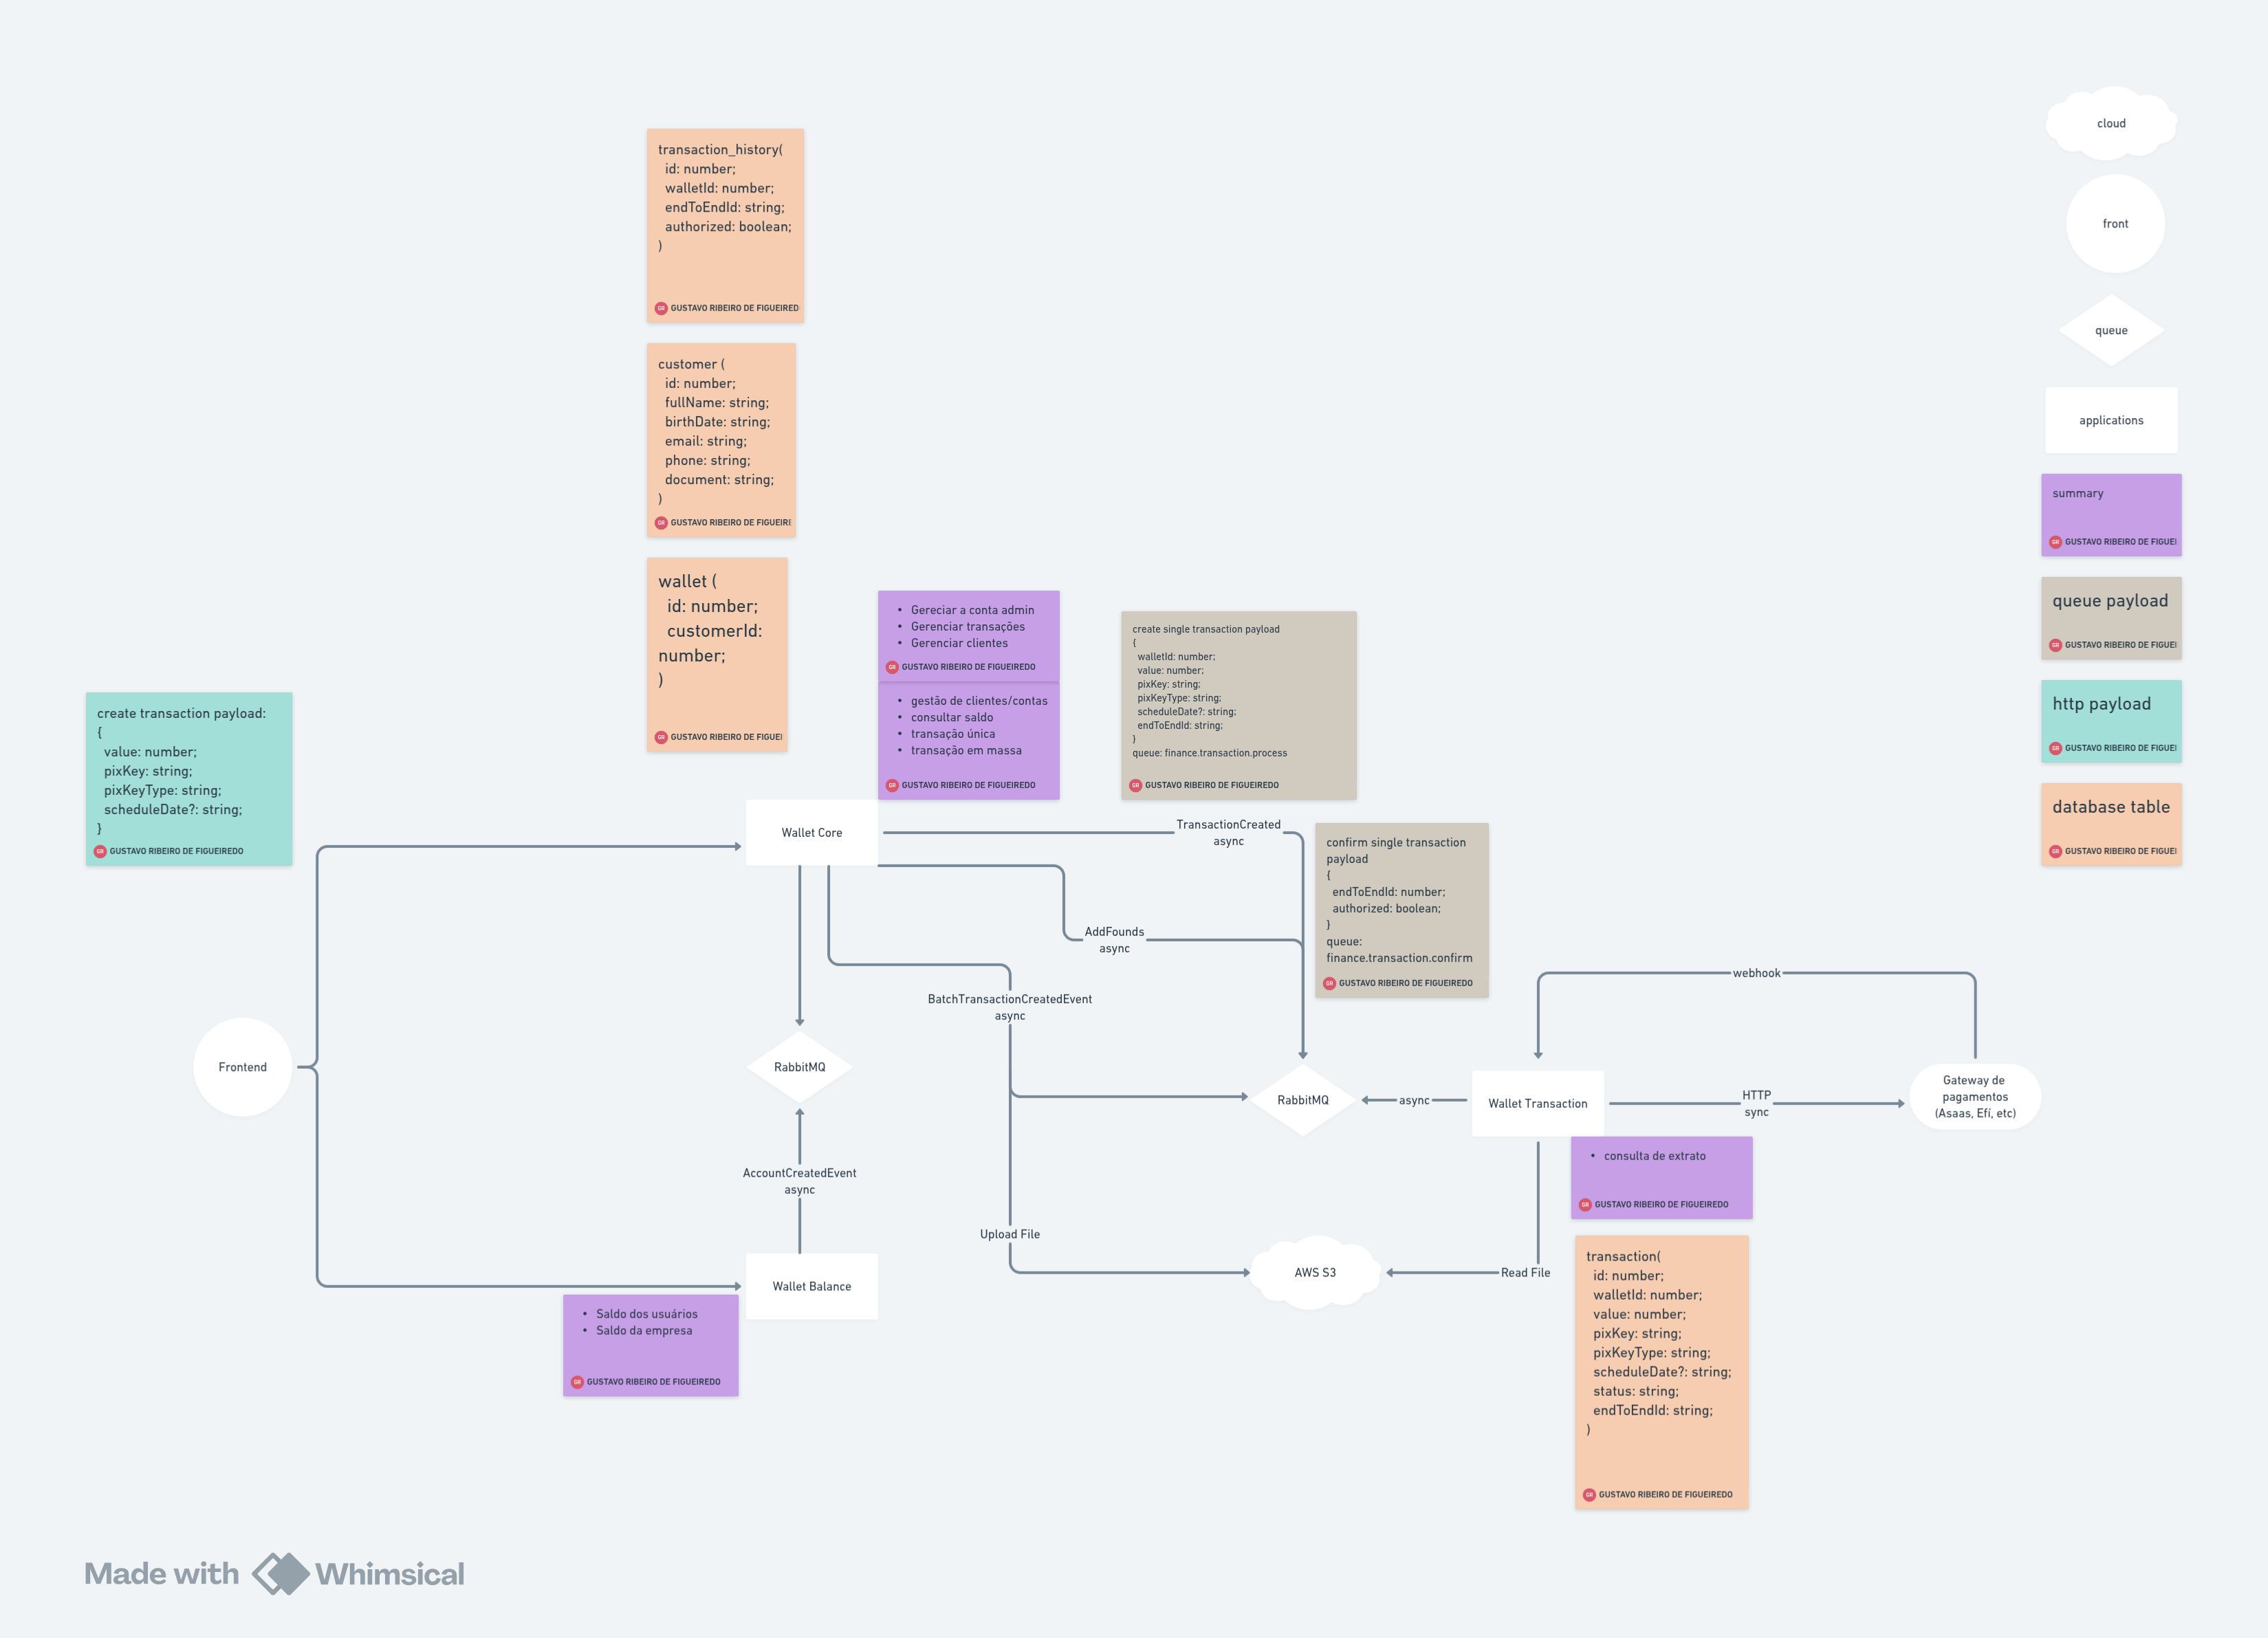 transaction_history(
id: number;
walletId: number;
endToEndId: string;
authorized: boolean;
)
GR GUSTAVO RIBEIRO DE FIGUEIRED
customer (
id: number;
fullName: string;
birthDate: string;
email: string;
phone: string;
document: string;
)
GR GUSTAVO RIBEIRO DE FIGUEIRE
wallet (
id: number;
customerId:
number;
)
GR GUSTAVO RIBEIRO DE FIGUEI
create transaction payload:
{
value: number;
pixKey: string;
pixKeyType: string;
scheduleDate?: string;
}
GR GUSTAVO RIBEIRO DE FIGUEIREDO
• Gereciar a conta admin
• Gerenciar transações
• Gerenciar clientes
GR GUSTAVO RIBEIRO DE FIGUEIREDO
• gestão de clientes/contas
• consultar saldo
• transação única
• transação em massa
GR GUSTAVO RIBEIRO DE FIGUEIREDO
create single transaction payload
{
walletId: number;
value: number;
pixKey: string;
pixKeyType: string;
scheduleDate?: string;
endToEndId: string;
}
queue: finance.transaction.process
GR GUSTAVO RIBEIRO DE FIGUEIREDO
Wallet Core
TransactionCreated
async
confirm single transaction
payload
{
endToEndId: number;
authorized: boolean;
}
queue:
finance.transaction.confirm
GR GUSTAVO RIBEIRO DE FIGUEIREDO
AddFounds
async
BatchTransactionCreatedEvent
async
webhook
Frontend
RabbitMQ
RabbitMQ
async
Wallet Transaction
HTTP
sync
Gateway de
pagamentos
(Asaas, Efí, etc)
AccountCreatedEvent
async
• consulta de extrato
GR GUSTAVO RIBEIRO DE FIGUEIREDO
Upload File
Wallet Balance
AWS S3
Read File
• Saldo dos usuários
• Saldo da empresa
GR GUSTAVO RIBEIRO DE FIGUEIREDO
transaction(
id: number;
walletId: number;
value: number;
pixKey: string;
pixKeyType: string;
scheduleDate?: string;
status: string;
endToEndId: string;
)
GR GUSTAVO RIBEIRO DE FIGUEIREDO
cloud
front
queue
applications
summary
GR GUSTAVO RIBEIRO DE FIGUEI
queue payload
GR GUSTAVO RIBEIRO DE FIGUEI
http payload
GR GUSTAVO RIBEIRO DE FIGUEI
database table
GR GUSTAVO RIBEIRO DE FIGUEI
Made with Whimsical